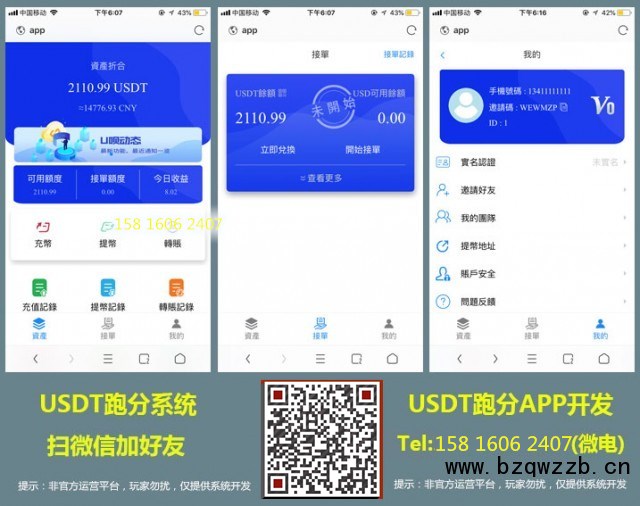 中国移动 下午6:07 43%
app
資產折合
2110.99 USDT
≈14776.93 CNY
U呗动态
最新功能、最近通知一览
可用額度 接單額度 今日收益
2110.99 0.00 8.02
充幣 提幣 轉賬
充值記錄 提幣記錄 轉賬記錄
資產 接單 我的
中国移动 下午6:07 43%
app
接單 接單記錄
USDT餘額 USD可用餘額
未開始
2110.99 0.00
立即兌換 開始接單
查看更多
資產 接單 我的
中国移动 下午6:16 42%
app
我的
手機號碼：13411111111
邀請碼：WEWMZP
ID：1
V0
實名認證 未實名 >
邀請好友 >
我的團隊 >
提幣地址 >
賬戶安全 >
問題反饋 >
資產 接單 我的
158 1606 2407
USDT跑分系统
扫微信加好友
提示：非官方运营平台，玩家勿扰，仅提供系统开发
USDT跑分APP开发
Tel:158 1606 2407(微电)
www.bzqwzzb.cn
提示：非官方运营平台，玩家勿扰，仅提供系统开发